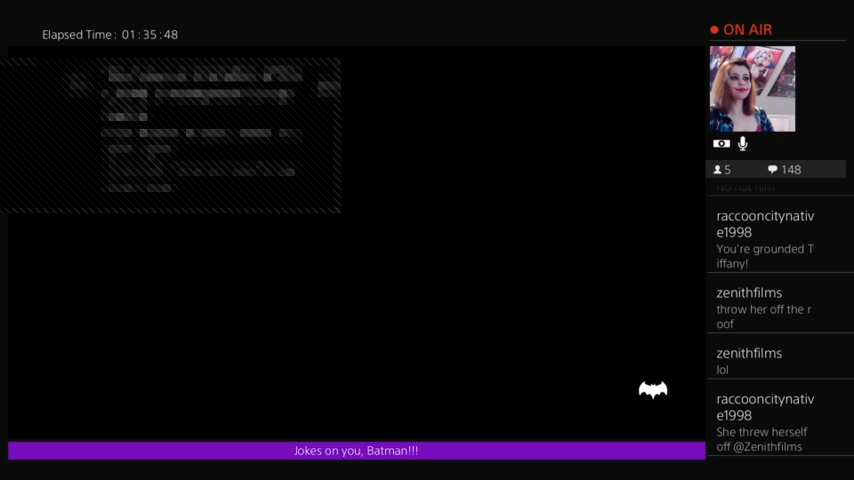 Elapsed Time: 01:35:48
ON AIR
5
148
raccooncitynativ
e1998
You're grounded T
iffany!
zenithfilms
throw her off the r
oof
zenithfilms
lol
raccooncitynativ
e1998
She threw herself
off @Zenithfilms
Jokes on you, Batman!!!